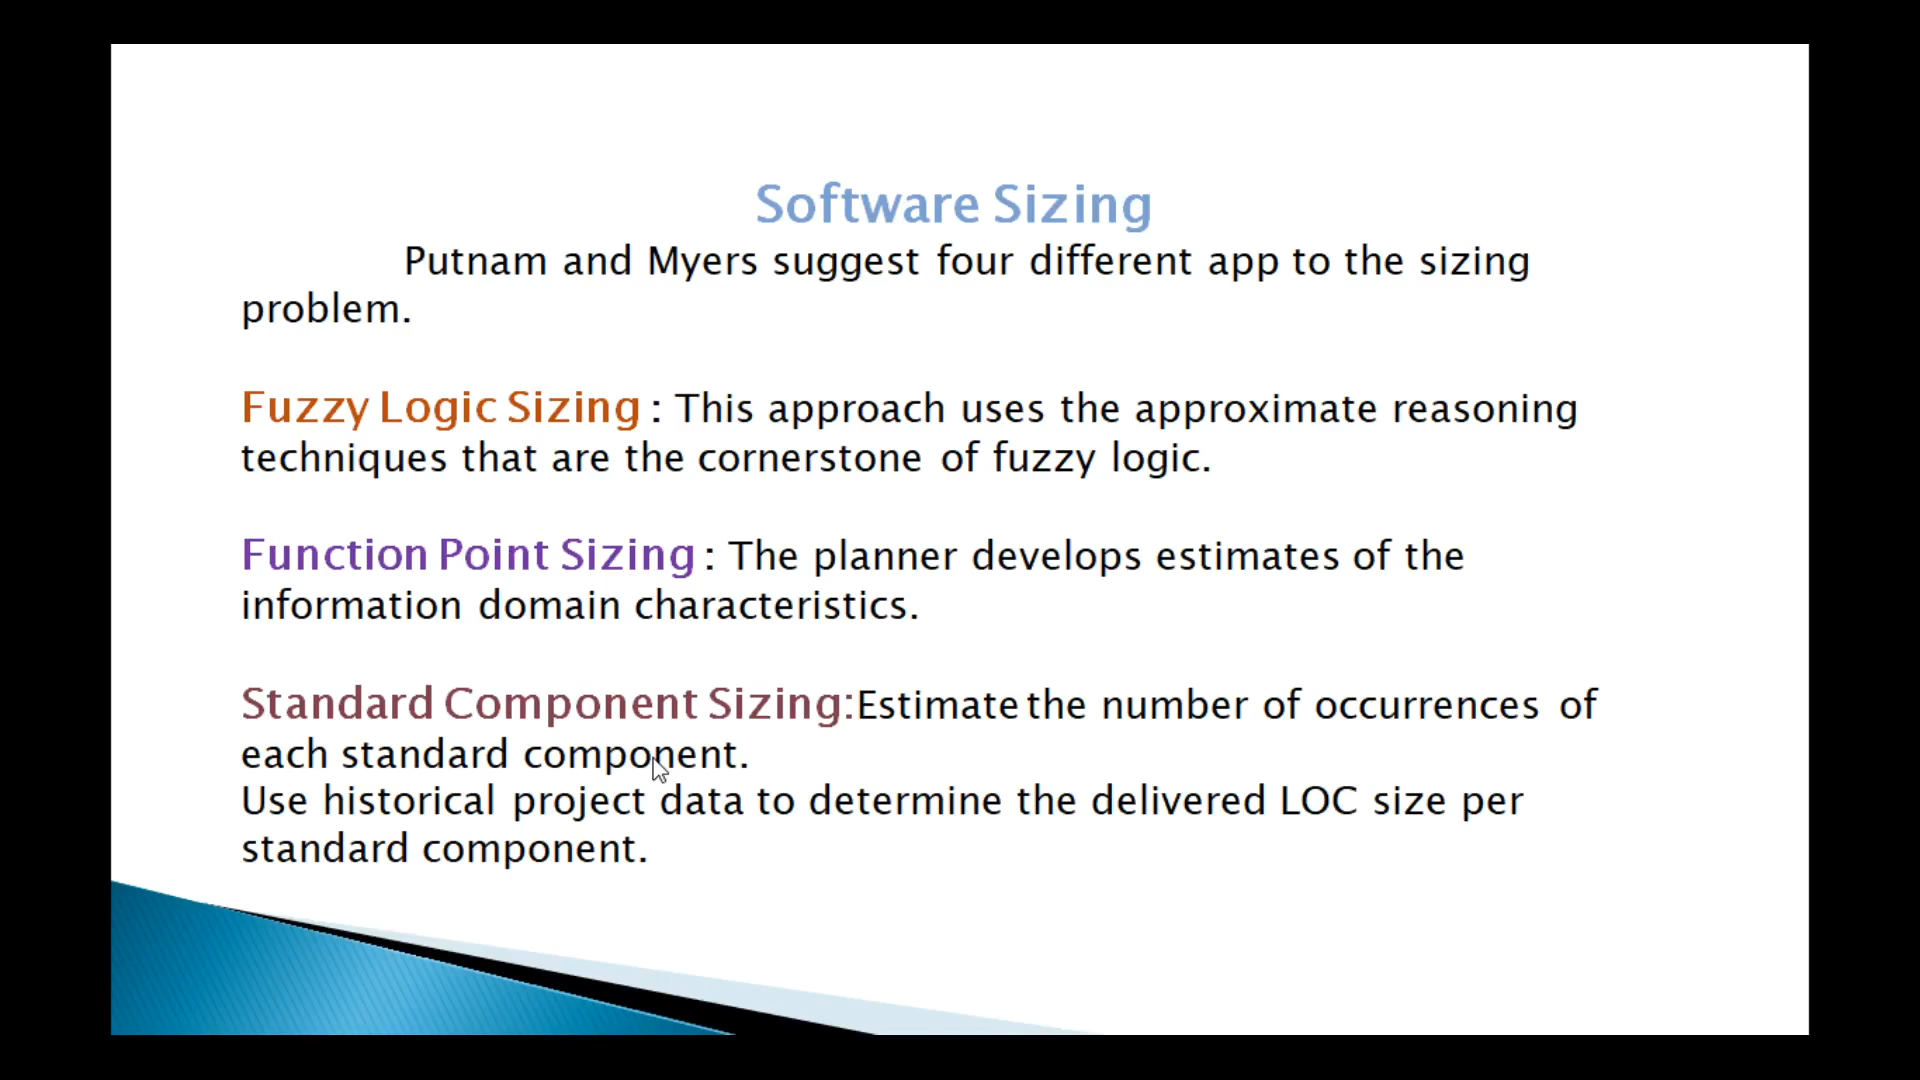 Software Sizing
Putnam and Myers suggest four different app to the sizing
problem.
Fuzzy Logic Sizing : This approach uses the approximate reasoning
techniques that are the cornerstone of fuzzy logic.
Function Point Sizing : The planner develops estimates of the
information domain characteristics.
Standard Component Sizing:Estimate the number of occurrences of
each standard component.
Use historical project data to determine the delivered LOC size per
standard component.